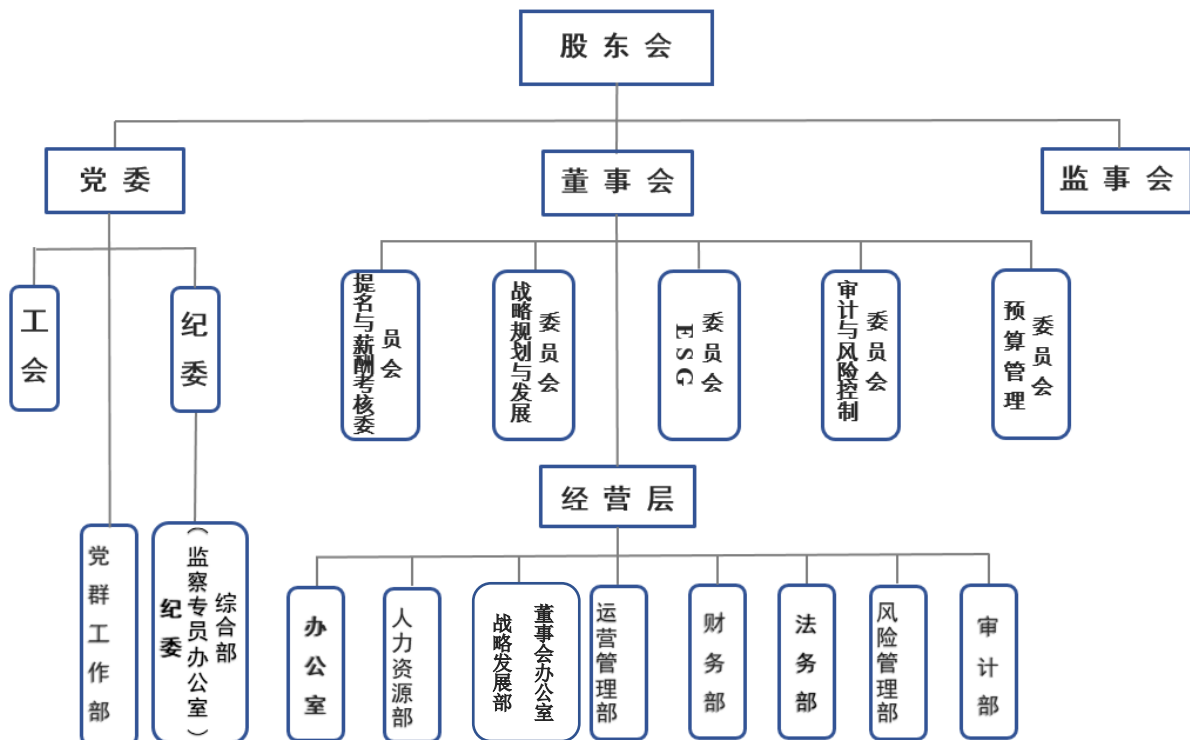 股东会
党委
董事会
监事会
工会
纪委
提名与薪酬考核委
员会
战略规划与发展
委员会
ESG
委员会
审计与风险控制
委员会
预算管理
委员会
经营层
党群工作部
纪委
（监察专员办公室）
综合部
办公室
人力资源部
战略发展部
董事会办公室
运营管理部
财务部
法务部
风险管理部
审计部